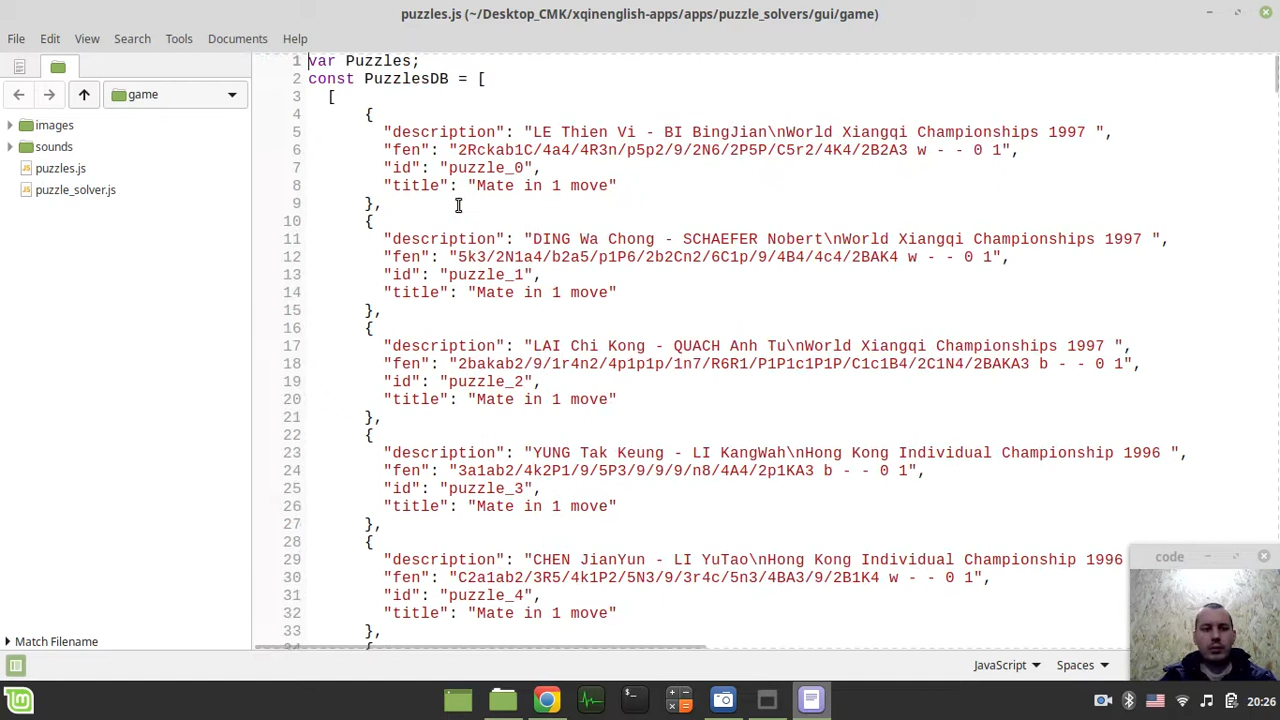 puzzles.js (~/Desktop_CMK/xqinenglish-apps/apps/puzzle_solvers/gui/game)
File Edit View Search Tools Documents Help
game
images
sounds
puzzles.js
puzzle_solver.js
Match Filename
1 var Puzzles;
2 const PuzzlesDB = [
3 [
4 {
5 "description": "LE Thien Vi - BI BingJian\nWorld Xiangqi Championships 1997 ",
6 "fen": "2Rckab1C/4a4/4R3n/p5p2/9/2N6/2P5P/C5r2/4K4/2B2A3 w - - 0 1",
7 "id": "puzzle_0",
8 "title": "Mate in 1 move"
9 },
10 {
11 "description": "DING Wa Chong - SCHAEFER Nobert\nWorld Xiangqi Championships 1997 ",
12 "fen": "5k3/2N1a4/b2a5/p1P6/2b2Cn2/6C1p/9/4B4/4c4/2BAK4 w - - 0 1",
13 "id": "puzzle_1",
14 "title": "Mate in 1 move"
15 },
16 {
17 "description": "LAI Chi Kong - QUACH Anh Tu\nWorld Xiangqi Championships 1997 ",
18 "fen": "2bakab2/9/1r4n2/4p1p1p/1n7/R6R1/P1P1c1P1P/C1c1B4/2C1N4/2BAKA3 b - - 0 1",
19 "id": "puzzle_2",
20 "title": "Mate in 1 move"
21 },
22 {
23 "description": "YUNG Tak Keung - LI KangWah\nHong Kong Individual Championship 1996 ",
24 "fen": "3a1ab2/4k2P1/9/5P3/9/9/9/n8/4A4/2p1KA3 b - - 0 1",
25 "id": "puzzle_3",
26 "title": "Mate in 1 move"
27 },
28 {
29 "description": "CHEN JianYun - LI YuTao\nHong Kong Individual Championship 1996
30 "fen": "C2a1ab2/3R5/4k1P2/5N3/9/3r4c/5n3/4BA3/9/2B1K4 w - - 0 1",
31 "id": "puzzle_4",
32 "title": "Mate in 1 move"
33 },
code
JavaScript Spaces
20:26